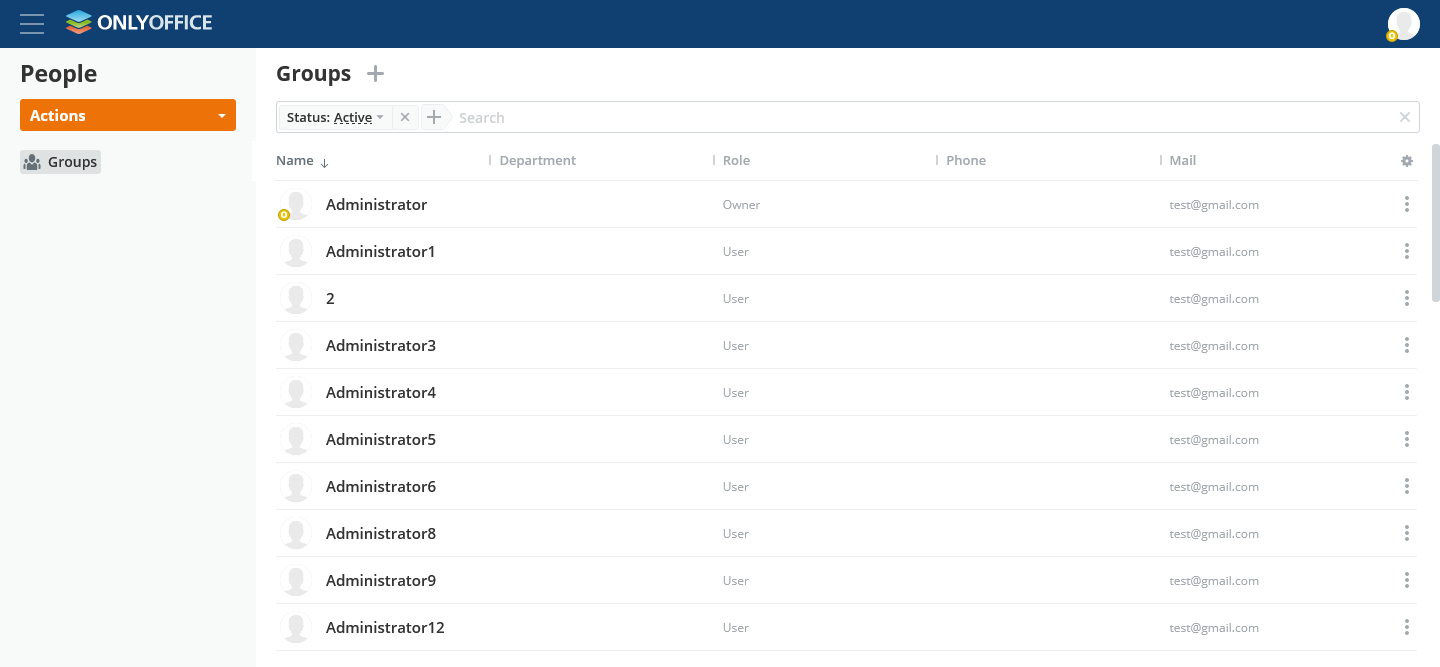 ONLYOFFICE
People
Actions
Groups
Groups
Status: Active
Search
Name Department Role Phone Mail
Administrator Owner test@gmail.com
Administrator1 User test@gmail.com
2 User test@gmail.com
Administrator3 User test@gmail.com
Administrator4 User test@gmail.com
Administrator5 User test@gmail.com
Administrator6 User test@gmail.com
Administrator8 User test@gmail.com
Administrator9 User test@gmail.com
Administrator12 User test@gmail.com